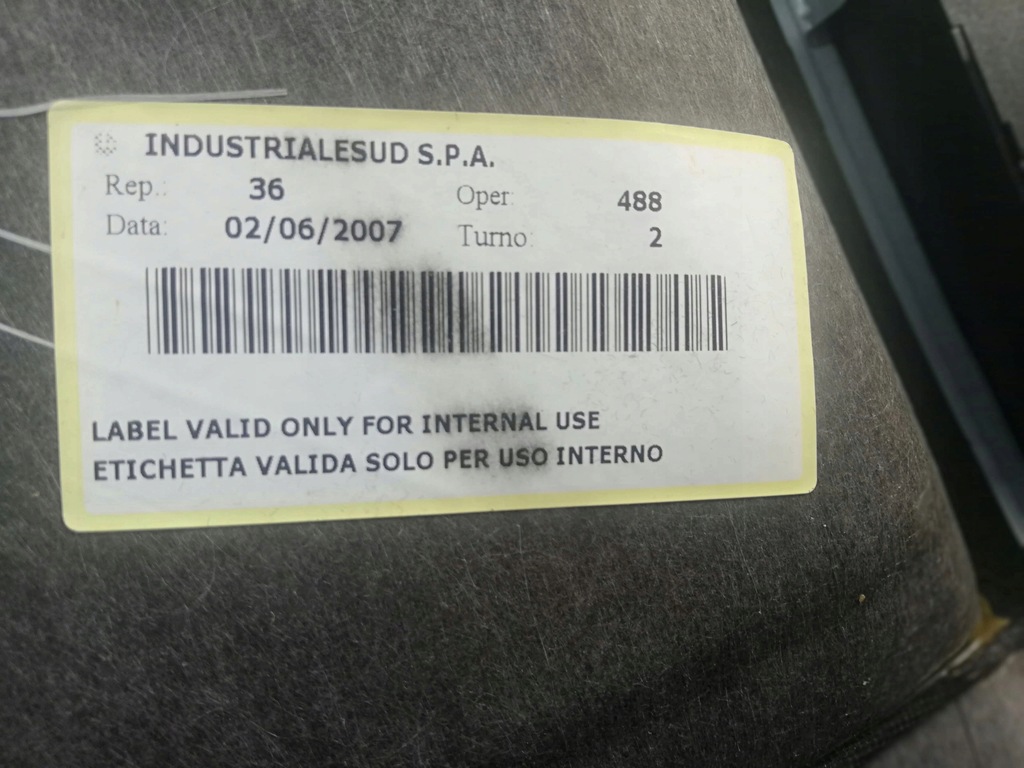 INDUSTRIALESUD S.P.A.
Rep.: 36 Oper: 488
Data: 02/06/2007 Turno: 2
LABEL VALID ONLY FOR INTERNAL USE
ETICHETTA VALIDA SOLO PER USO INTERNO